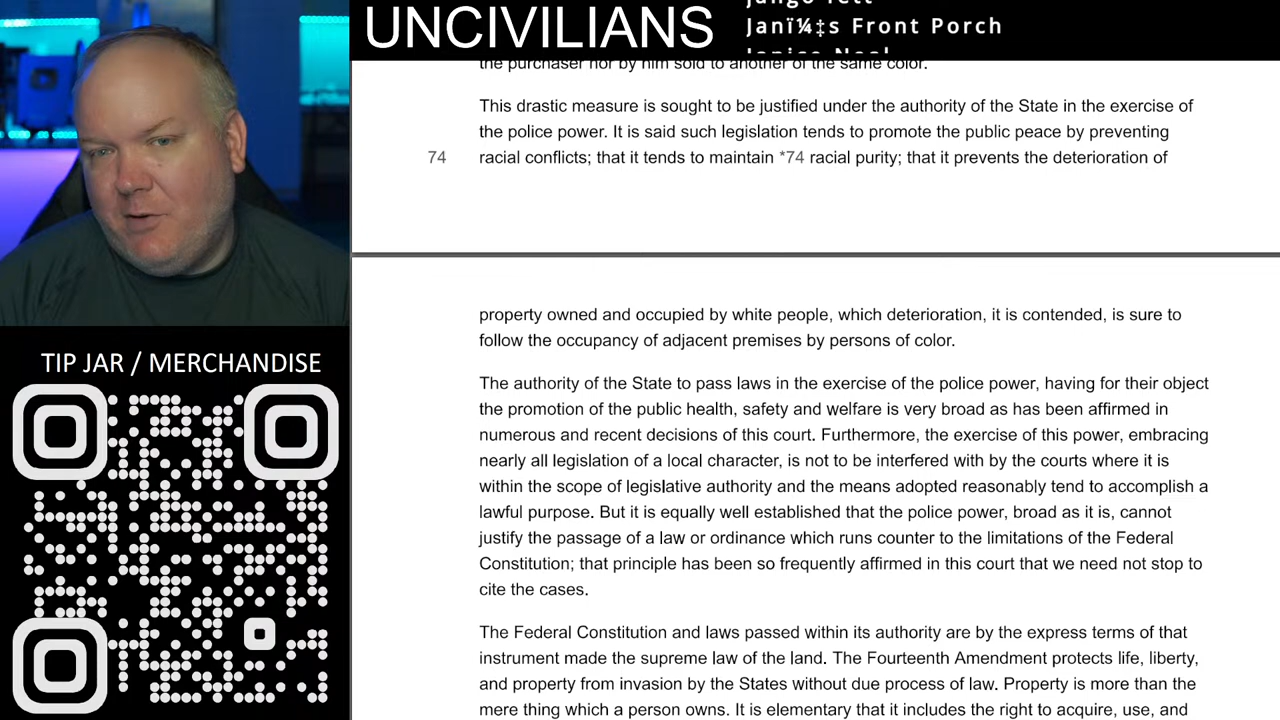 UNCIVILIANS
Janï¼‡s Front Porch
TIP JAR / MERCHANDISE
the purchaser nor by him sold to another of the same color.
This drastic measure is sought to be justified under the authority of the State in the exercise of
the police power. It is said such legislation tends to promote the public peace by preventing
74 racial conflicts; that it tends to maintain *74 racial purity; that it prevents the deterioration of
property owned and occupied by white people, which deterioration, it is contended, is sure to
follow the occupancy of adjacent premises by persons of color.
The authority of the State to pass laws in the exercise of the police power, having for their object
the promotion of the public health, safety and welfare is very broad as has been affirmed in
numerous and recent decisions of this court. Furthermore, the exercise of this power, embracing
nearly all legislation of a local character, is not to be interfered with by the courts where it is
within the scope of legislative authority and the means adopted reasonably tend to accomplish a
lawful purpose. But it is equally well established that the police power, broad as it is, cannot
justify the passage of a law or ordinance which runs counter to the limitations of the Federal
Constitution; that principle has been so frequently affirmed in this court that we need not stop to
cite the cases.
The Federal Constitution and laws passed within its authority are by the express terms of that
instrument made the supreme law of the land. The Fourteenth Amendment protects life, liberty,
and property from invasion by the States without due process of law. Property is more than the
mere thing which a person owns. It is elementary that it includes the right to acquire, use, and